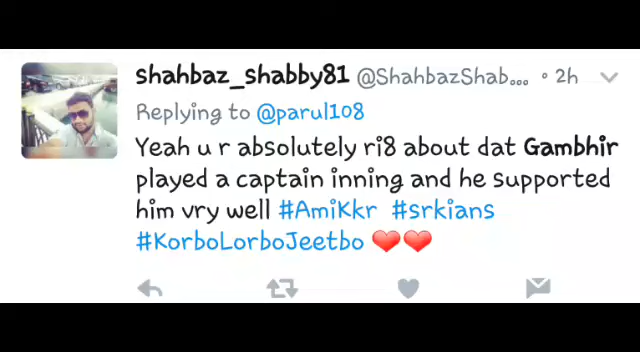 shahbaz_shabby81 @ShahbazShab... • 2h
Replying to @parul108
Yeah u r absolutely ri8 about dat Gambhir
played a captain inning and he supported
him vry well #AmiKkr #srkians
#KorboLorboJeetbo ❤❤